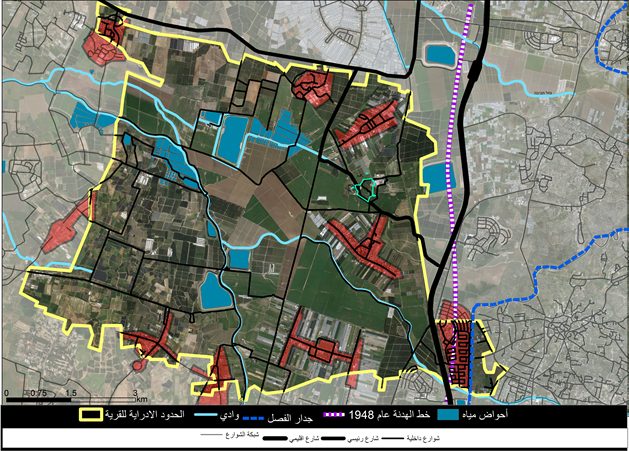 0 0.75 1.5 3
km
الحدود الادراية للقرية وادي جدار الفصل خط الهدنة عام 1948 أحواض مياه
شبكة الشوارع شارع اقليمي شارع رئيسي شوارع داخلية